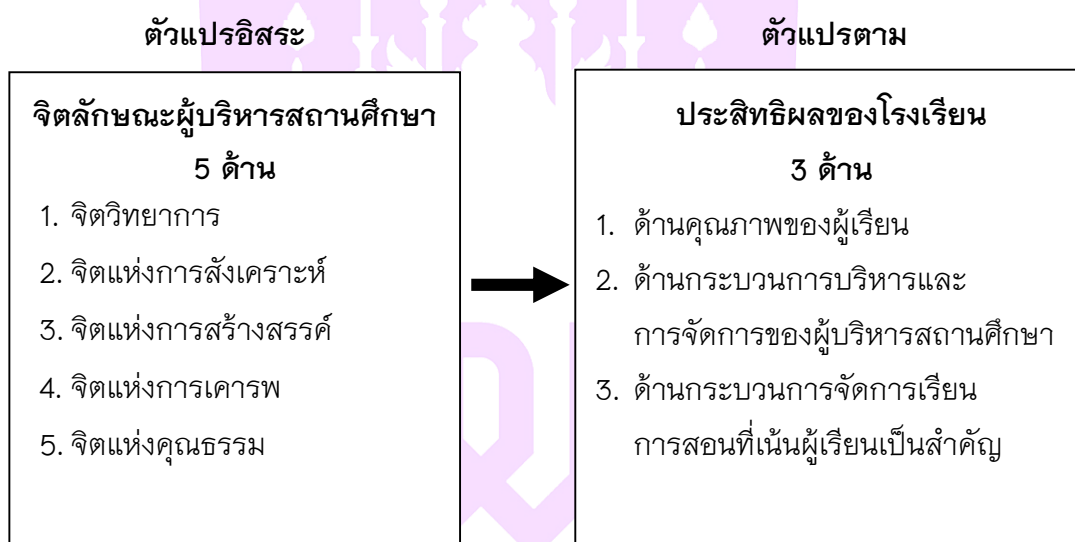 ตัวแปรอิสระ
จิตลักษณะผู้บริหารสถานศึกษา
5 ด้าน
1. จิตวิทยาการ
2. จิตแห่งการสังเคราะห์
3. จิตแห่งการสร้างสรรค์
4. จิตแห่งการเคารพ
5. จิตแห่งคุณธรรม
ตัวแปรตาม
ประสิทธิผลของโรงเรียน
3 ด้าน
1. ด้านคุณภาพของผู้เรียน
2. ด้านกระบวนการบริหารและ
การจัดการของผู้บริหารสถานศึกษา
3. ด้านกระบวนการจัดการเรียน
การสอนที่เน้นผู้เรียนเป็นสำคัญ